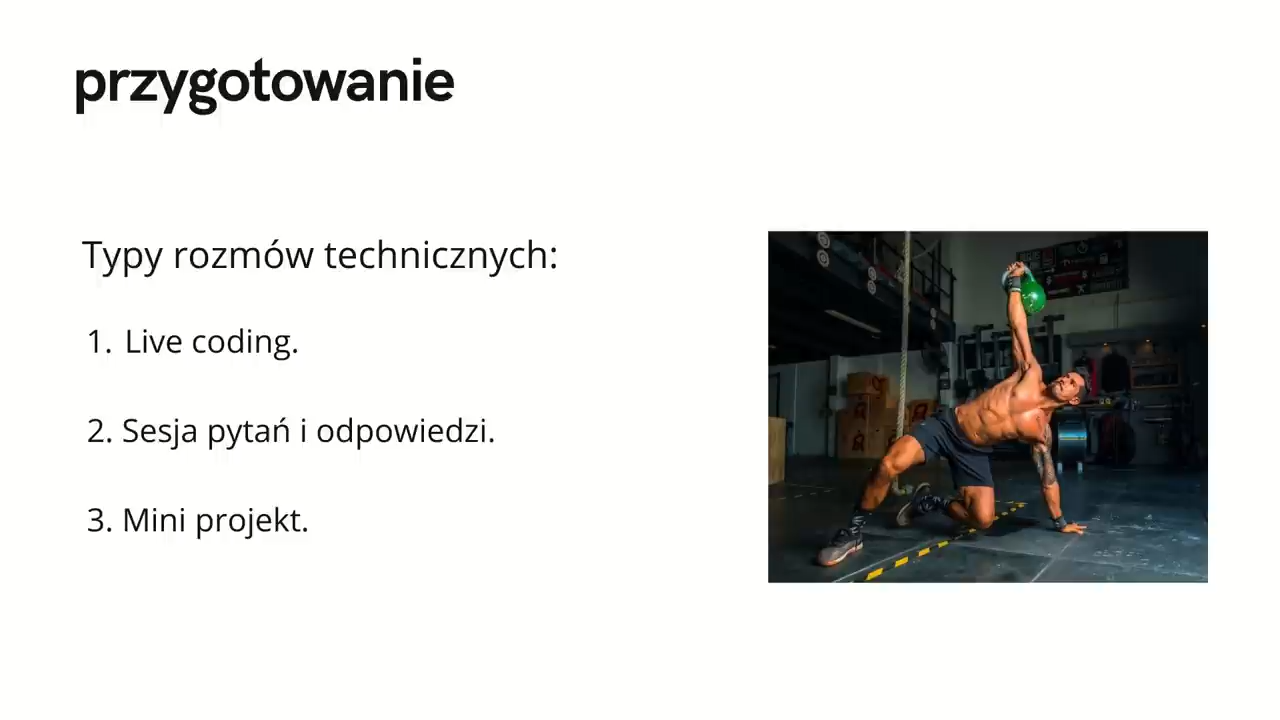 przygotowanie
Typy rozmów technicznych:
1. Live coding.
2. Sesja pytań i odpowiedzi.
3. Mini projekt.